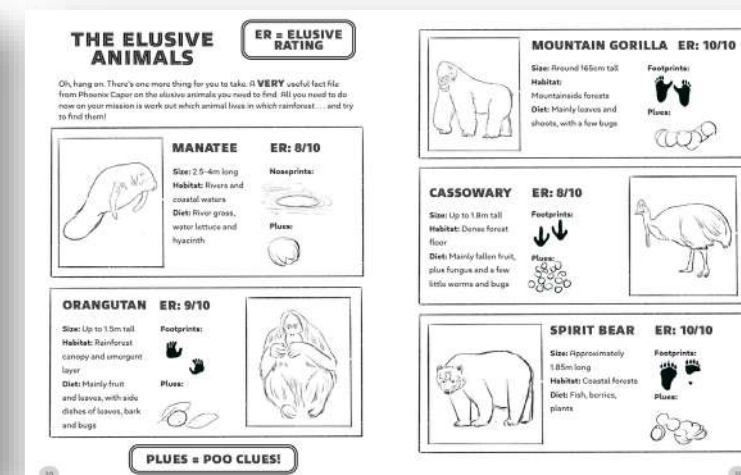 THE ELUSIVE
ANIMALS
ER = ELUSIVE
RATING
Oh, hang on. There's one more thing for you to take. A VERY useful fact file
from Phoenix Caper on the elusive animals you need to find. All you need to do
now on your mission is work out which animal lives in which rainforest . . . and try
to find them!
MANATEE ER: 8/10
Size: 2.5–4m long
Habitat: Rivers and
coastal waters
Diet: River grass,
water lettuce and
hyacinth
Noseprints:
Plues:
ORANGUTAN ER: 9/10
Size: Up to 1.5m tall
Habitat: Rainforest
canopy and emergent
layer
Diet: Mainly fruit
and leaves, with side
dishes of leaves, bark
and bugs
Footprints:
Plues:
PLUES = POO CLUES!
MOUNTAIN GORILLA ER: 10/10
Size: Around 165cm tall
Habitat:
Mountainside forests
Diet: Mainly leaves and
shoots, with a few bugs
Footprints:
Plues:
CASSOWARY ER: 8/10
Size: Up to 1.8m tall
Habitat: Dense forest
floor
Diet: Mainly fallen fruit,
plus fungus and a few
little worms and bugs
Footprints:
Plues:
SPIRIT BEAR ER: 10/10
Size: Approximately
1.85m long
Habitat: Coastal forests
Diet: Fish, berries,
plants
Footprints:
Plues: